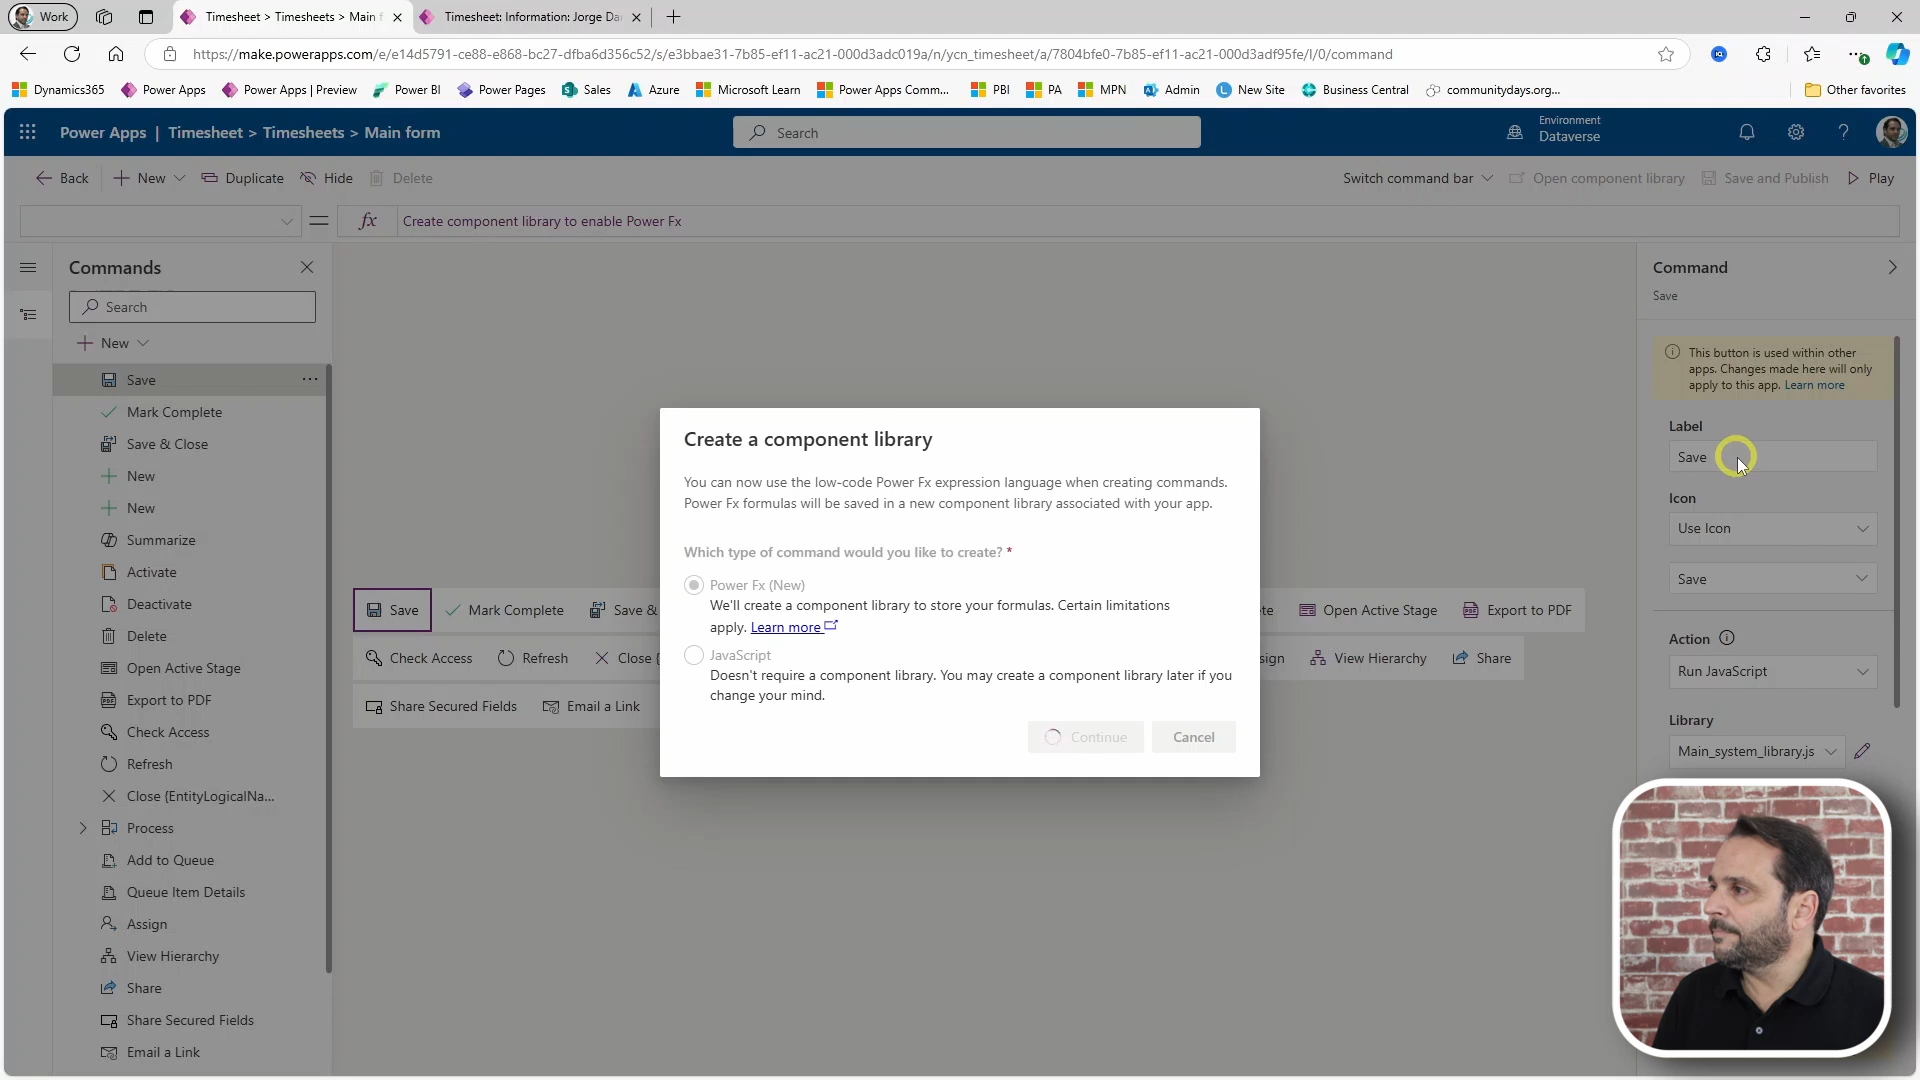 Work
Timesheet > Timesheets > Main f
Timesheet: Information: Jorge Da
https://make.powerapps.com/e/e14d5791-ce88-e868-bc27-dfba6d356c52/s/e3bbae31-7b85-ef11-ac21-000d3adc019a/n/ycn_timesheet/a/7804bfe0-7b85-ef11-ac21-000d3adf95fe/l/0/command
Dynamics365
Power Apps
Power Apps | Preview
Power BI
Power Pages
Sales
Azure
Microsoft Learn
Power Apps Comm...
PBI
PA
MPN
Admin
New Site
Business Central
communitydays.org...
Other favorites
Power Apps | Timesheet > Timesheets > Main form
Search
Environment
Dataverse
Back
New
Duplicate
Hide
Delete
Switch command bar
Open component library
Save and Publish
Play
fx
Create component library to enable Power Fx
Commands
Search
New
Save
Mark Complete
Save & Close
New
New
Summarize
Activate
Deactivate
Delete
Open Active Stage
Export to PDF
Check Access
Refresh
Close {EntityLogicalNa...
Process
Add to Queue
Queue Item Details
Assign
View Hierarchy
Share
Share Secured Fields
Email a Link
Save
Mark Complete
Save &
te
Open Active Stage
Export to PDF
Check Access
Refresh
Close {
sign
View Hierarchy
Share
Share Secured Fields
Email a Link
Create a component library
You can now use the low-code Power Fx expression language when creating commands.
Power Fx formulas will be saved in a new component library associated with your app.
Which type of command would you like to create? *
Power Fx (New)
We'll create a component library to store your formulas. Certain limitations
apply. Learn more
JavaScript
Doesn't require a component library. You may create a component library later if you
change your mind.
Continue
Cancel
Command
Save
This button is used within other
apps. Changes made here will only
apply to this app. Learn more
Label
Save
Icon
Use Icon
Save
Action
Run JavaScript
Library
Main_system_library.js